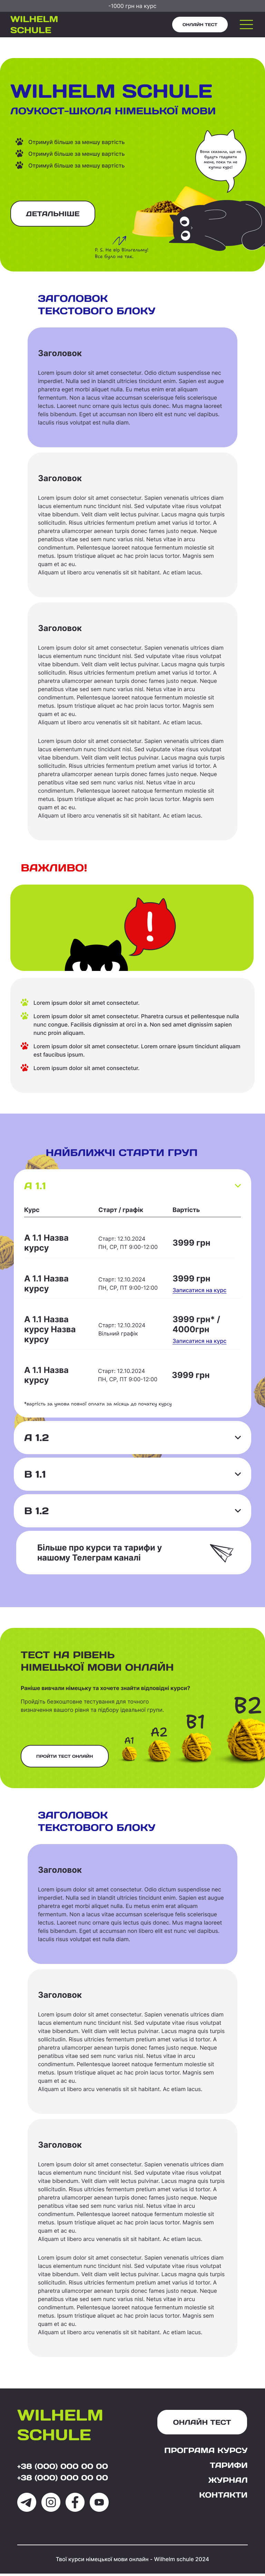 -1000 грн на курс
WILHELM
SCHULE
ОНЛАЙН ТЕСТ
WILHELM SCHULE
ЛОУКОСТ-ШКОЛА НІМЕЦЬКОЇ МОВИ
Отримуй більше за меншу вартість
Отримуй більше за меншу вартість
Отримуй більше за меншу вартість
ДЕТАЛЬНІШЕ
ЗАГОЛОВОК
ТЕКСТОВОГО БЛОКУ
Заголовок
Lorem ipsum dolor sit amet consectetur. Odio dictum suspendisse nec
imperdiet. Nulla sed in blandit ultricies tincidunt enim. Sapien est augue
pharetra eget morbi aliquet nulla. Eu metus enim erat aliquam
fermentum. Non a lacus vitae accumsan scelerisque felis scelerisque
lectus. Laoreet nunc ornare quis lectus quis donec. Mus magna laoreet
felis bibendum. Eget ac accumsan non libero elit est nunc vel dapibus.
Iaculis risus volutpat est nulla diam.
Заголовок
Lorem ipsum dolor sit amet consectetur. Sapien venenatis ultrices diam
lacus elementum nunc tincidunt nisl. Sed vulputate vitae risus volutpat
vitae bibendum. Velit diam velit lectus pulvinar. Lacus magna quis turpis
sollicitudin. Risus ultricies fermentum pretium amet varius id tortor. A
pharetra ullamcorper aenean turpis donec fames justo neque. Neque
penatibus vitae sed sem nunc varius nisl. Netus vitae in arcu
condimentum. Pellentesque laoreet natoque fermentum molestie sit
metus. Ipsum tristique aliquet ac hac proin lacus tortor. Magnis sem
quam et ac eu.
Aliquam ut libero arcu venenatis sit sit habitant. Ac etiam lacus.
Заголовок
Lorem ipsum dolor sit amet consectetur. Sapien venenatis ultrices diam
lacus elementum nunc tincidunt nisl. Sed vulputate vitae risus volutpat
vitae bibendum. Velit diam velit lectus pulvinar. Lacus magna quis turpis
sollicitudin. Risus ultricies fermentum pretium amet varius id tortor. A
pharetra ullamcorper aenean turpis donec fames justo neque. Neque
penatibus vitae sed sem nunc varius nisl. Netus vitae in arcu
condimentum. Pellentesque laoreet natoque fermentum molestie sit
metus. Ipsum tristique aliquet ac hac proin lacus tortor. Magnis sem
quam et ac eu.
Aliquam ut libero arcu venenatis sit sit habitant. Ac etiam lacus.
Lorem ipsum dolor sit amet consectetur. Sapien venenatis ultrices diam
lacus elementum nunc tincidunt nisl. Sed vulputate vitae risus volutpat
vitae bibendum. Velit diam velit lectus pulvinar. Lacus magna quis turpis
sollicitudin. Risus ultricies fermentum pretium amet varius id tortor. A
pharetra ullamcorper aenean turpis donec fames justo neque. Neque
penatibus vitae sed sem nunc varius nisl. Netus vitae in arcu
condimentum. Pellentesque laoreet natoque fermentum molestie sit
metus. Ipsum tristique aliquet ac hac proin lacus tortor. Magnis sem
quam et ac eu.
Aliquam ut libero arcu venenatis sit sit habitant. Ac etiam lacus.
ВАЖЛИВО!
Lorem ipsum dolor sit amet consectetur.
Lorem ipsum dolor sit amet consectetur. Pharetra cursus et pellentesque nulla
nunc congue. Facilisis dignissim at orci in a. Non sed amet dignissim sapien
nunc proin aliquam.
Lorem ipsum dolor sit amet consectetur. Lorem ornare ipsum tincidunt aliquam
est faucibus ipsum.
Lorem ipsum dolor sit amet consectetur.
НАЙБЛИЖЧІ СТАРТИ ГРУП
A 1.1
Курс Старт / графік Вартість
A 1.1 Назва
курсу
Старт: 12.10.2024
ПН, СР, ПТ 9:00-12:00
3999 грн
A 1.1 Назва
курсу
Старт: 12.10.2024
ПН, СР, ПТ 9:00-12:00
3999 грн
Записатися на курс
A 1.1 Назва
курсу Назва
курсу
Старт: 12.10.2024
Вільний графік
3999 грн* /
4000грн
Записатися на курс
A 1.1 Назва
курсу
Старт: 12.10.2024
ПН, СР, ПТ 9:00-12:00
3999 грн
*вартість за умови повної оплати за місяць до початку курсу.
A 1.2
B 1.1
B 1.2
Більше про курси та тарифи у
нашому Телеграм каналі
ТЕСТ НА РІВЕНЬ
НІМЕЦЬКОЇ МОВИ ОНЛАЙН
Раніше вивчали німецьку та хочете знайти відповідні курси?
Пройдіть безкоштовне тестування для точного
визначення вашого рівня та підбору ідеальної групи.
A1
A2
B1
B2
ПРОЙТИ ТЕСТ ОНЛАЙН
ЗАГОЛОВОК
ТЕКСТОВОГО БЛОКУ
Заголовок
Lorem ipsum dolor sit amet consectetur. Odio dictum suspendisse nec
imperdiet. Nulla sed in blandit ultricies tincidunt enim. Sapien est augue
pharetra eget morbi aliquet nulla. Eu metus enim erat aliquam
fermentum. Non a lacus vitae accumsan scelerisque felis scelerisque
lectus. Laoreet nunc ornare quis lectus quis donec. Mus magna laoreet
felis bibendum. Eget ac accumsan non libero elit est nunc vel dapibus.
Iaculis risus volutpat est nulla diam.
Заголовок
Lorem ipsum dolor sit amet consectetur. Sapien venenatis ultrices diam
lacus elementum nunc tincidunt nisl. Sed vulputate vitae risus volutpat
vitae bibendum. Velit diam velit lectus pulvinar. Lacus magna quis turpis
sollicitudin. Risus ultricies fermentum pretium amet varius id tortor. A
pharetra ullamcorper aenean turpis donec fames justo neque. Neque
penatibus vitae sed sem nunc varius nisl. Netus vitae in arcu
condimentum. Pellentesque laoreet natoque fermentum molestie sit
metus. Ipsum tristique aliquet ac hac proin lacus tortor. Magnis sem
quam et ac eu.
Aliquam ut libero arcu venenatis sit sit habitant. Ac etiam lacus.
Заголовок
Lorem ipsum dolor sit amet consectetur. Sapien venenatis ultrices diam
lacus elementum nunc tincidunt nisl. Sed vulputate vitae risus volutpat
vitae bibendum. Velit diam velit lectus pulvinar. Lacus magna quis turpis
sollicitudin. Risus ultricies fermentum pretium amet varius id tortor. A
pharetra ullamcorper aenean turpis donec fames justo neque. Neque
penatibus vitae sed sem nunc varius nisl. Netus vitae in arcu
condimentum. Pellentesque laoreet natoque fermentum molestie sit
metus. Ipsum tristique aliquet ac hac proin lacus tortor. Magnis sem
quam et ac eu.
Aliquam ut libero arcu venenatis sit sit habitant. Ac etiam lacus.
Lorem ipsum dolor sit amet consectetur. Sapien venenatis ultrices diam
lacus elementum nunc tincidunt nisl. Sed vulputate vitae risus volutpat
vitae bibendum. Velit diam velit lectus pulvinar. Lacus magna quis turpis
sollicitudin. Risus ultricies fermentum pretium amet varius id tortor. A
pharetra ullamcorper aenean turpis donec fames justo neque. Neque
penatibus vitae sed sem nunc varius nisl. Netus vitae in arcu
condimentum. Pellentesque laoreet natoque fermentum molestie sit
metus. Ipsum tristique aliquet ac hac proin lacus tortor. Magnis sem
quam et ac eu.
Aliquam ut libero arcu venenatis sit sit habitant. Ac etiam lacus.
WILHELM
SCHULE
+38 (000) 000 00 00
+38 (000) 000 00 00
ОНЛАЙН ТЕСТ
ПРОГРАМА КУРСУ
ТАРИФИ
ЖУРНАЛ
КОНТАКТИ
Твої курси німецької мови онлайн - Wilhelm schule 2024